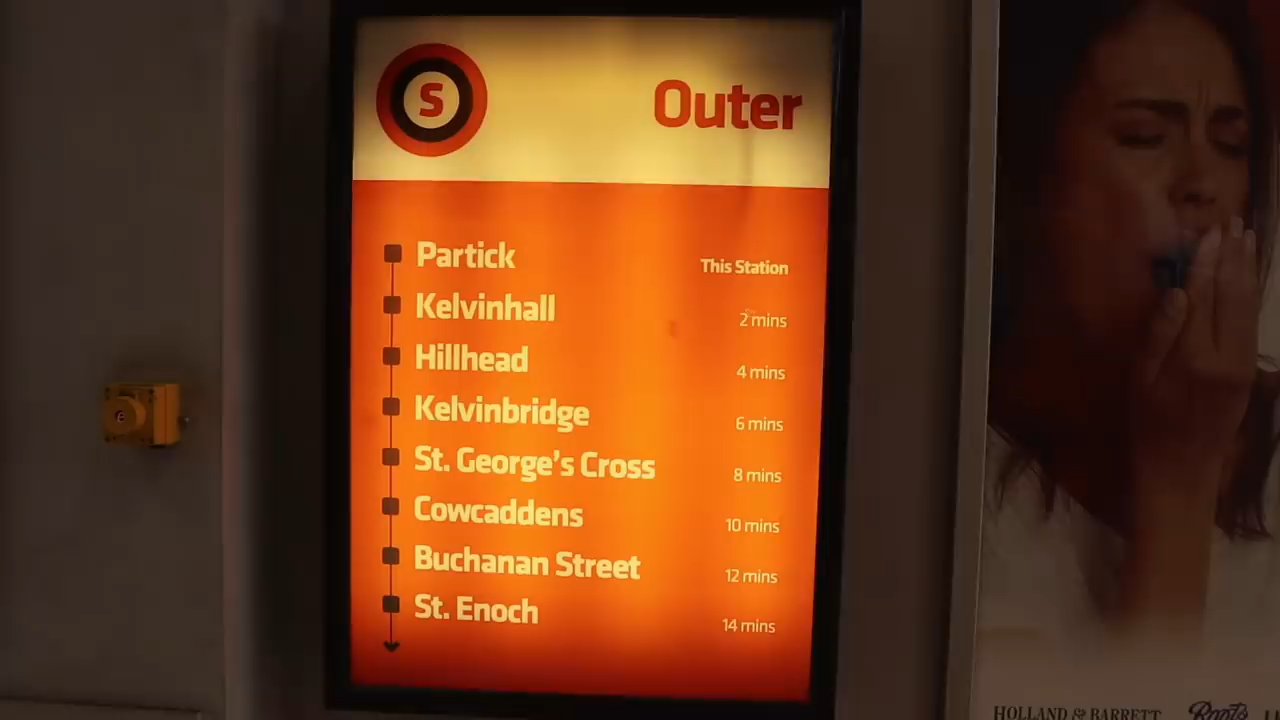 S
Outer
Partick This Station
Kelvinhall 2 mins
Hillhead 4 mins
Kelvinbridge 6 mins
St. George's Cross 8 mins
Cowcaddens 10 mins
Buchanan Street 12 mins
St. Enoch 14 mins
HOLLAND & BARRETT Boots